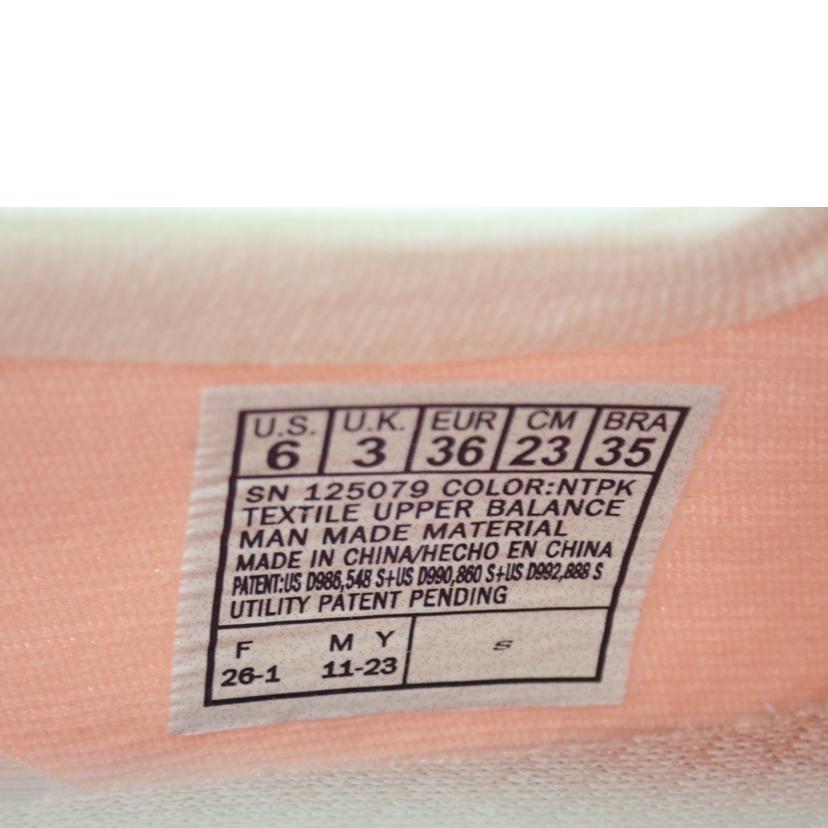 U.S. U.K. EUR CM BRA
6 3 36 23 35
SN 125079 COLOR:NTPK
TEXTILE UPPER BALANCE
MAN MADE MATERIAL
MADE IN CHINA/HECHO EN CHINA
PATENT:US D986,548 S+US D990,860 S+US D992,888 S
UTILITY PATENT PENDING
F M Y S
26-1 11-23